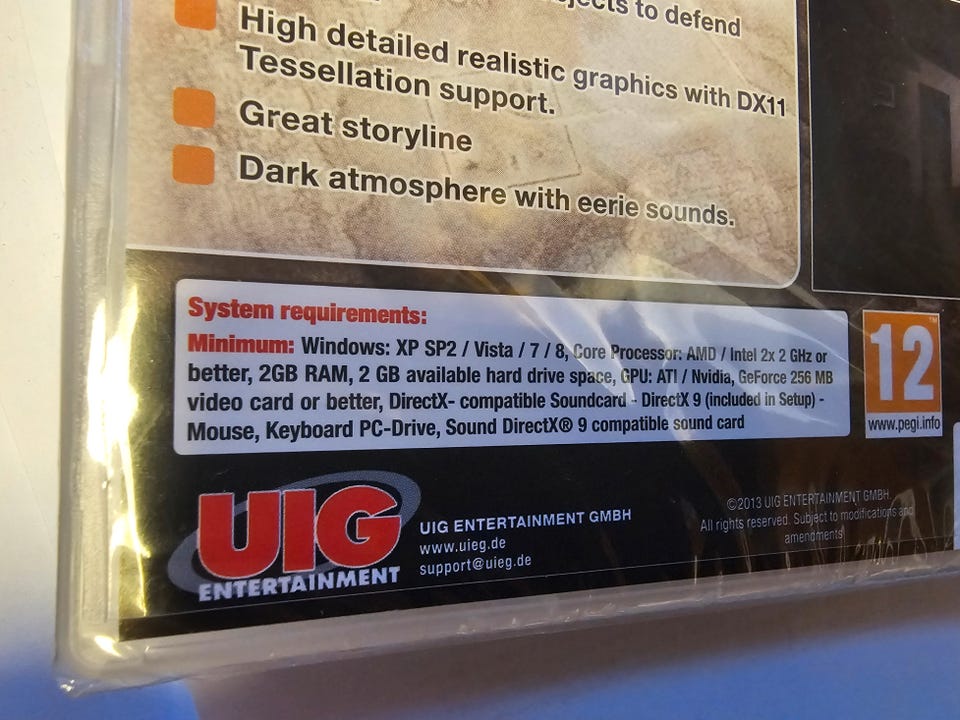 to defend
High detailed realistic graphics with DX11
Tessellation support.
Great storyline
Dark atmosphere with eerie sounds.
System requirements:
Minimum: Windows: XP SP2 / Vista / 7 / 8, Core Processor: AMD / Intel 2x 2 GHz or
better, 2GB RAM, 2 GB available hard drive space, GPU: ATI / Nvidia, GeForce 256 MB
video card or better, DirectX- compatible Soundcard - DirectX 9 (included in Setup) -
Mouse, Keyboard PC-Drive, Sound DirectX® 9 compatible sound card
12
™
www.pegi.info
UIG
ENTERTAINMENT
UIG ENTERTAINMENT GMBH
www.uieg.de
support@uieg.de
©2013 UIG ENTERTAINMENT GMBH.
All rights reserved. Subject to modifications and
amendments